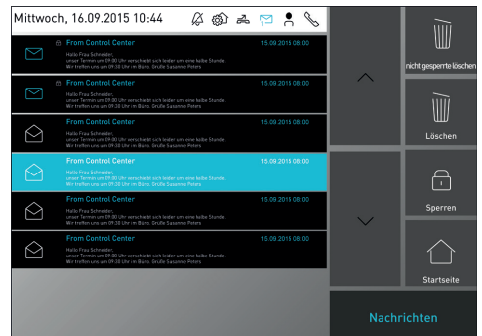 Mittwoch, 16.09.2015 10:44
From Control Center 15.09.2015 08:00
Hallo Frau Schneider,
unser Termin um 09:00 Uhr verschiebt sich leider um eine halbe Stunde.
Wir treffen uns um 09:30 Uhr im Büro. Grüße Susanne Peters
From Control Center 15.09.2015 08:00
Hallo Frau Schneider,
unser Termin um 09:00 Uhr verschiebt sich leider um eine halbe Stunde.
Wir treffen uns um 09:30 Uhr im Büro. Grüße Susanne Peters
From Control Center 15.09.2015 08:00
Hallo Frau Schneider,
unser Termin um 09:00 Uhr verschiebt sich leider um eine halbe Stunde.
Wir treffen uns um 09:30 Uhr im Büro. Grüße Susanne Peters
From Control Center 15.09.2015 08:00
Hallo Frau Schneider,
unser Termin um 09:00 Uhr verschiebt sich leider um eine halbe Stunde.
Wir treffen uns um 09:30 Uhr im Büro. Grüße Susanne Peters
From Control Center 15.09.2015 08:00
Hallo Frau Schneider,
unser Termin um 09:00 Uhr verschiebt sich leider um eine halbe Stunde.
Wir treffen uns um 09:30 Uhr im Büro. Grüße Susanne Peters
From Control Center 15.09.2015 08:00
Hallo Frau Schneider,
unser Termin um 09:00 Uhr verschiebt sich leider um eine halbe Stunde.
Wir treffen uns um 09:30 Uhr im Büro. Grüße Susanne Peters
nicht gesperrte löschen
Löschen
Sperren
Startseite
Nachrichten